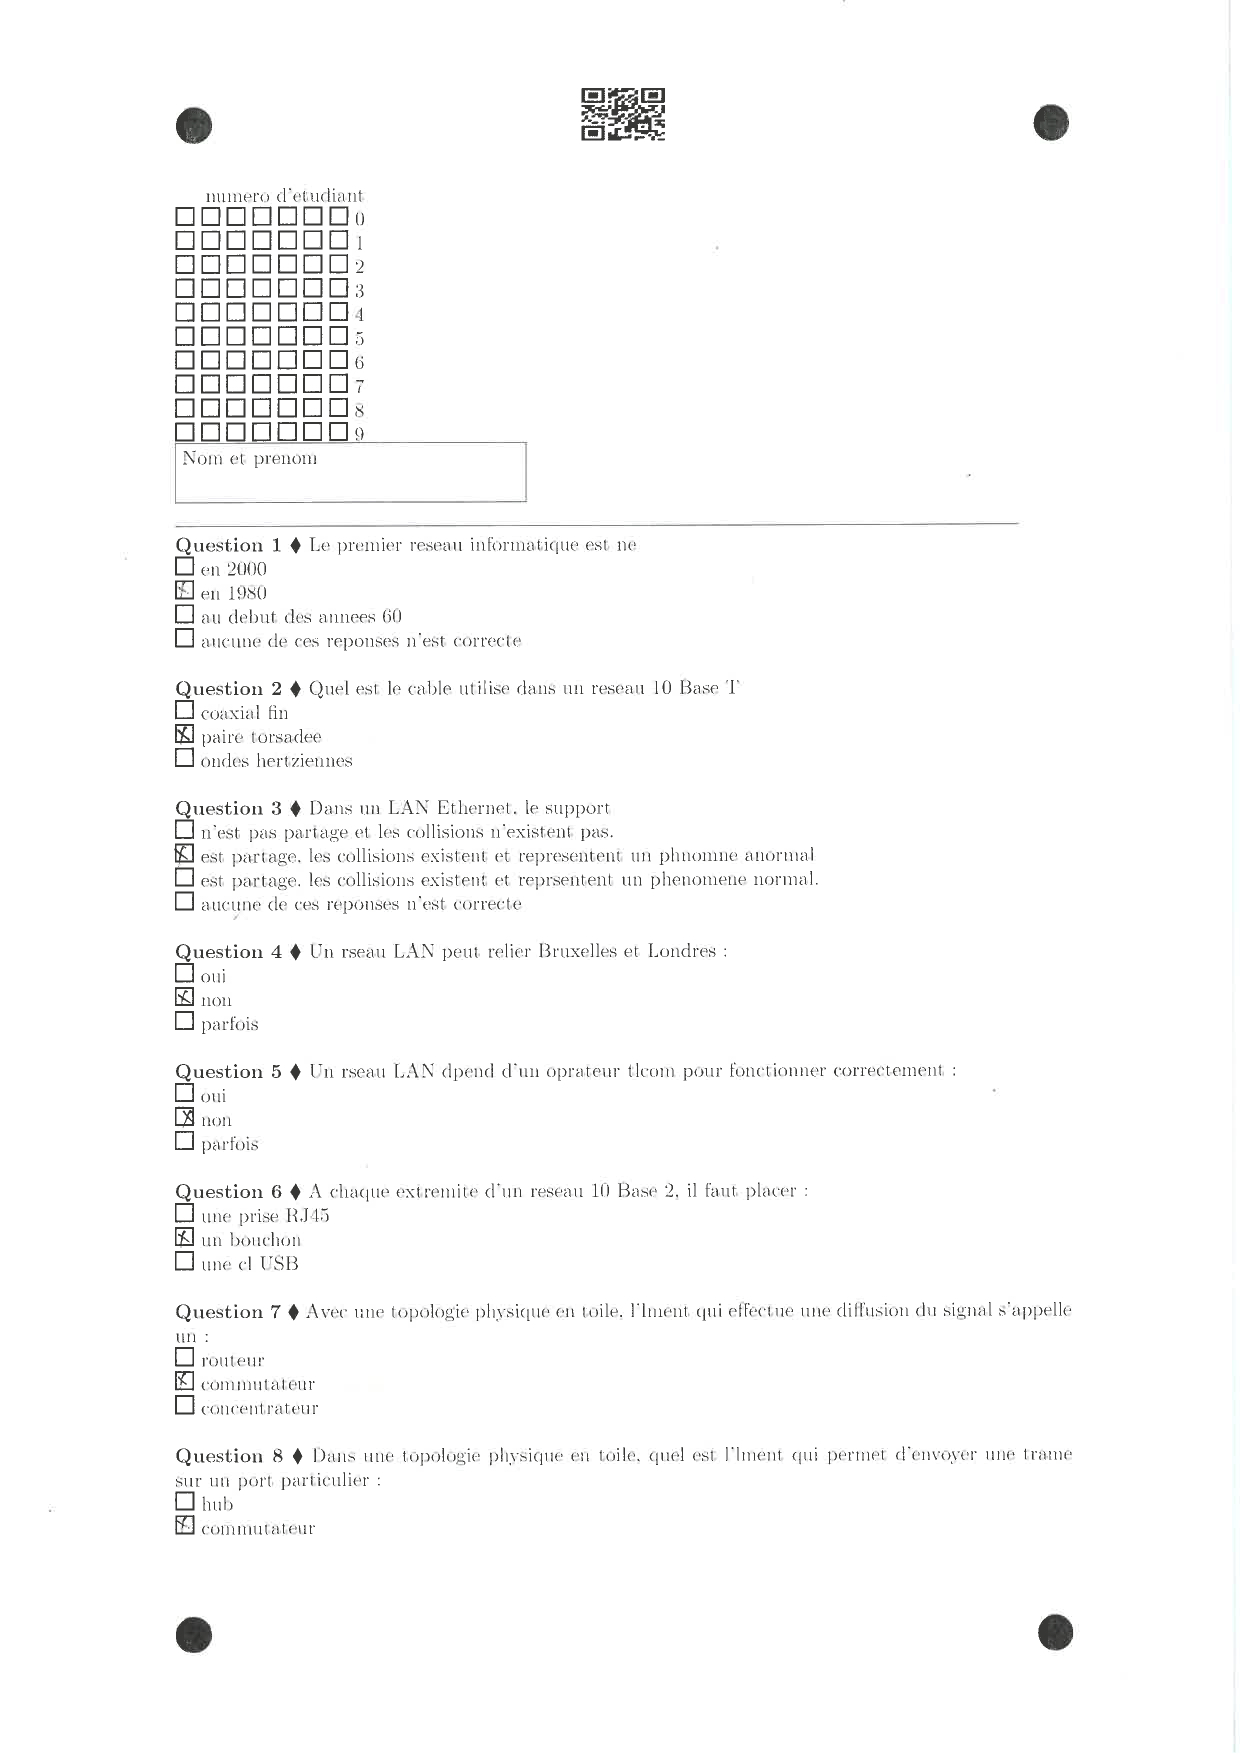 numero d'etudiant
0
1
2
3
4
5
6
7
8
9
Nom et prenom
Question 1 ♦ Le premier reseau informatique est ne
en 2000
en 1980
au debut des annees 60
aucune de ces reponses n'est correcte
Question 2 ♦ Quel est le cable utilise dans un reseau 10 Base T
coaxial fin
paire torsadee
ondes hertziennes
Question 3 ♦ Dans un LAN Ethernet, le support
n'est pas partage et les collisions n'existent pas.
est partage, les collisions existent et representent un phnomne anormal
est partage, les collisions existent et reprsentent un phenomene normal.
aucune de ces reponses n'est correcte
Question 4 ♦ Un rseau LAN peut relier Bruxelles et Londres :
oui
non
parfois
Question 5 ♦ Un rseau LAN dpend d'un oprateur tlcom pour fonctionner correctement :
oui
non
parfois
Question 6 ♦ A chaque extremite d'un reseau 10 Base 2, il faut placer :
une prise RJ45
un bouchon
une cl USB
Question 7 ♦ Avec une topologie physique en toile, l'lment qui effectue une diffusion du signal s'appelle
un :
routeur
commutateur
concentrateur
Question 8 ♦ Dans une topologie physique en toile, quel est l'lment qui permet d'envoyer une trame
sur un port particulier :
hub
commutateur